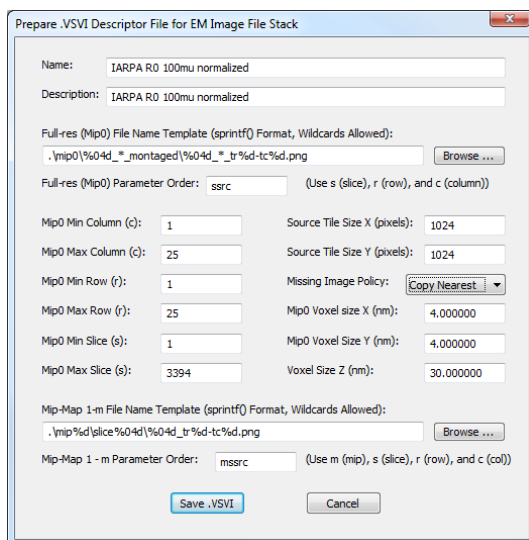 Prepare .VSVI Descriptor File for EM Image File Stack
Name: IARPA R0 100mu normalized
Description: IARPA R0 100mu normalized
Full-res (Mip0) File Name Template (sprintf() Format, Wildcards Allowed):
.\mip0\%04d_*_montaged\%04d_*_tr%d-tc%d.png Browse ...
Full-res (Mip0) Parameter Order: ssrc (Use s (slice), r (row), and c (column))
Mip0 Min Column (c): 1 Source Tile Size X (pixels): 1024
Mip0 Max Column (c): 25 Source Tile Size Y (pixels): 1024
Mip0 Min Row (r): 1 Missing Image Policy: Copy Nearest
Mip0 Max Row (r): 25 Mip0 Voxel size X (nm): 4.000000
Mip0 Min Slice (s): 1 Mip0 Voxel Size Y (nm): 4.000000
Mip0 Max Slice (s): 3394 Voxel Size Z (nm): 30.000000
Mip-Map 1-m File Name Template (sprintf() Format, Wildcards Allowed):
.\mip%d\slice%04d\%04d_tr%d-tc%d.png Browse ...
Mip-Map 1 - m Parameter Order: mssrc (Use m (mip), s (slice), r (row), and c (col))
Save .VSVI Cancel